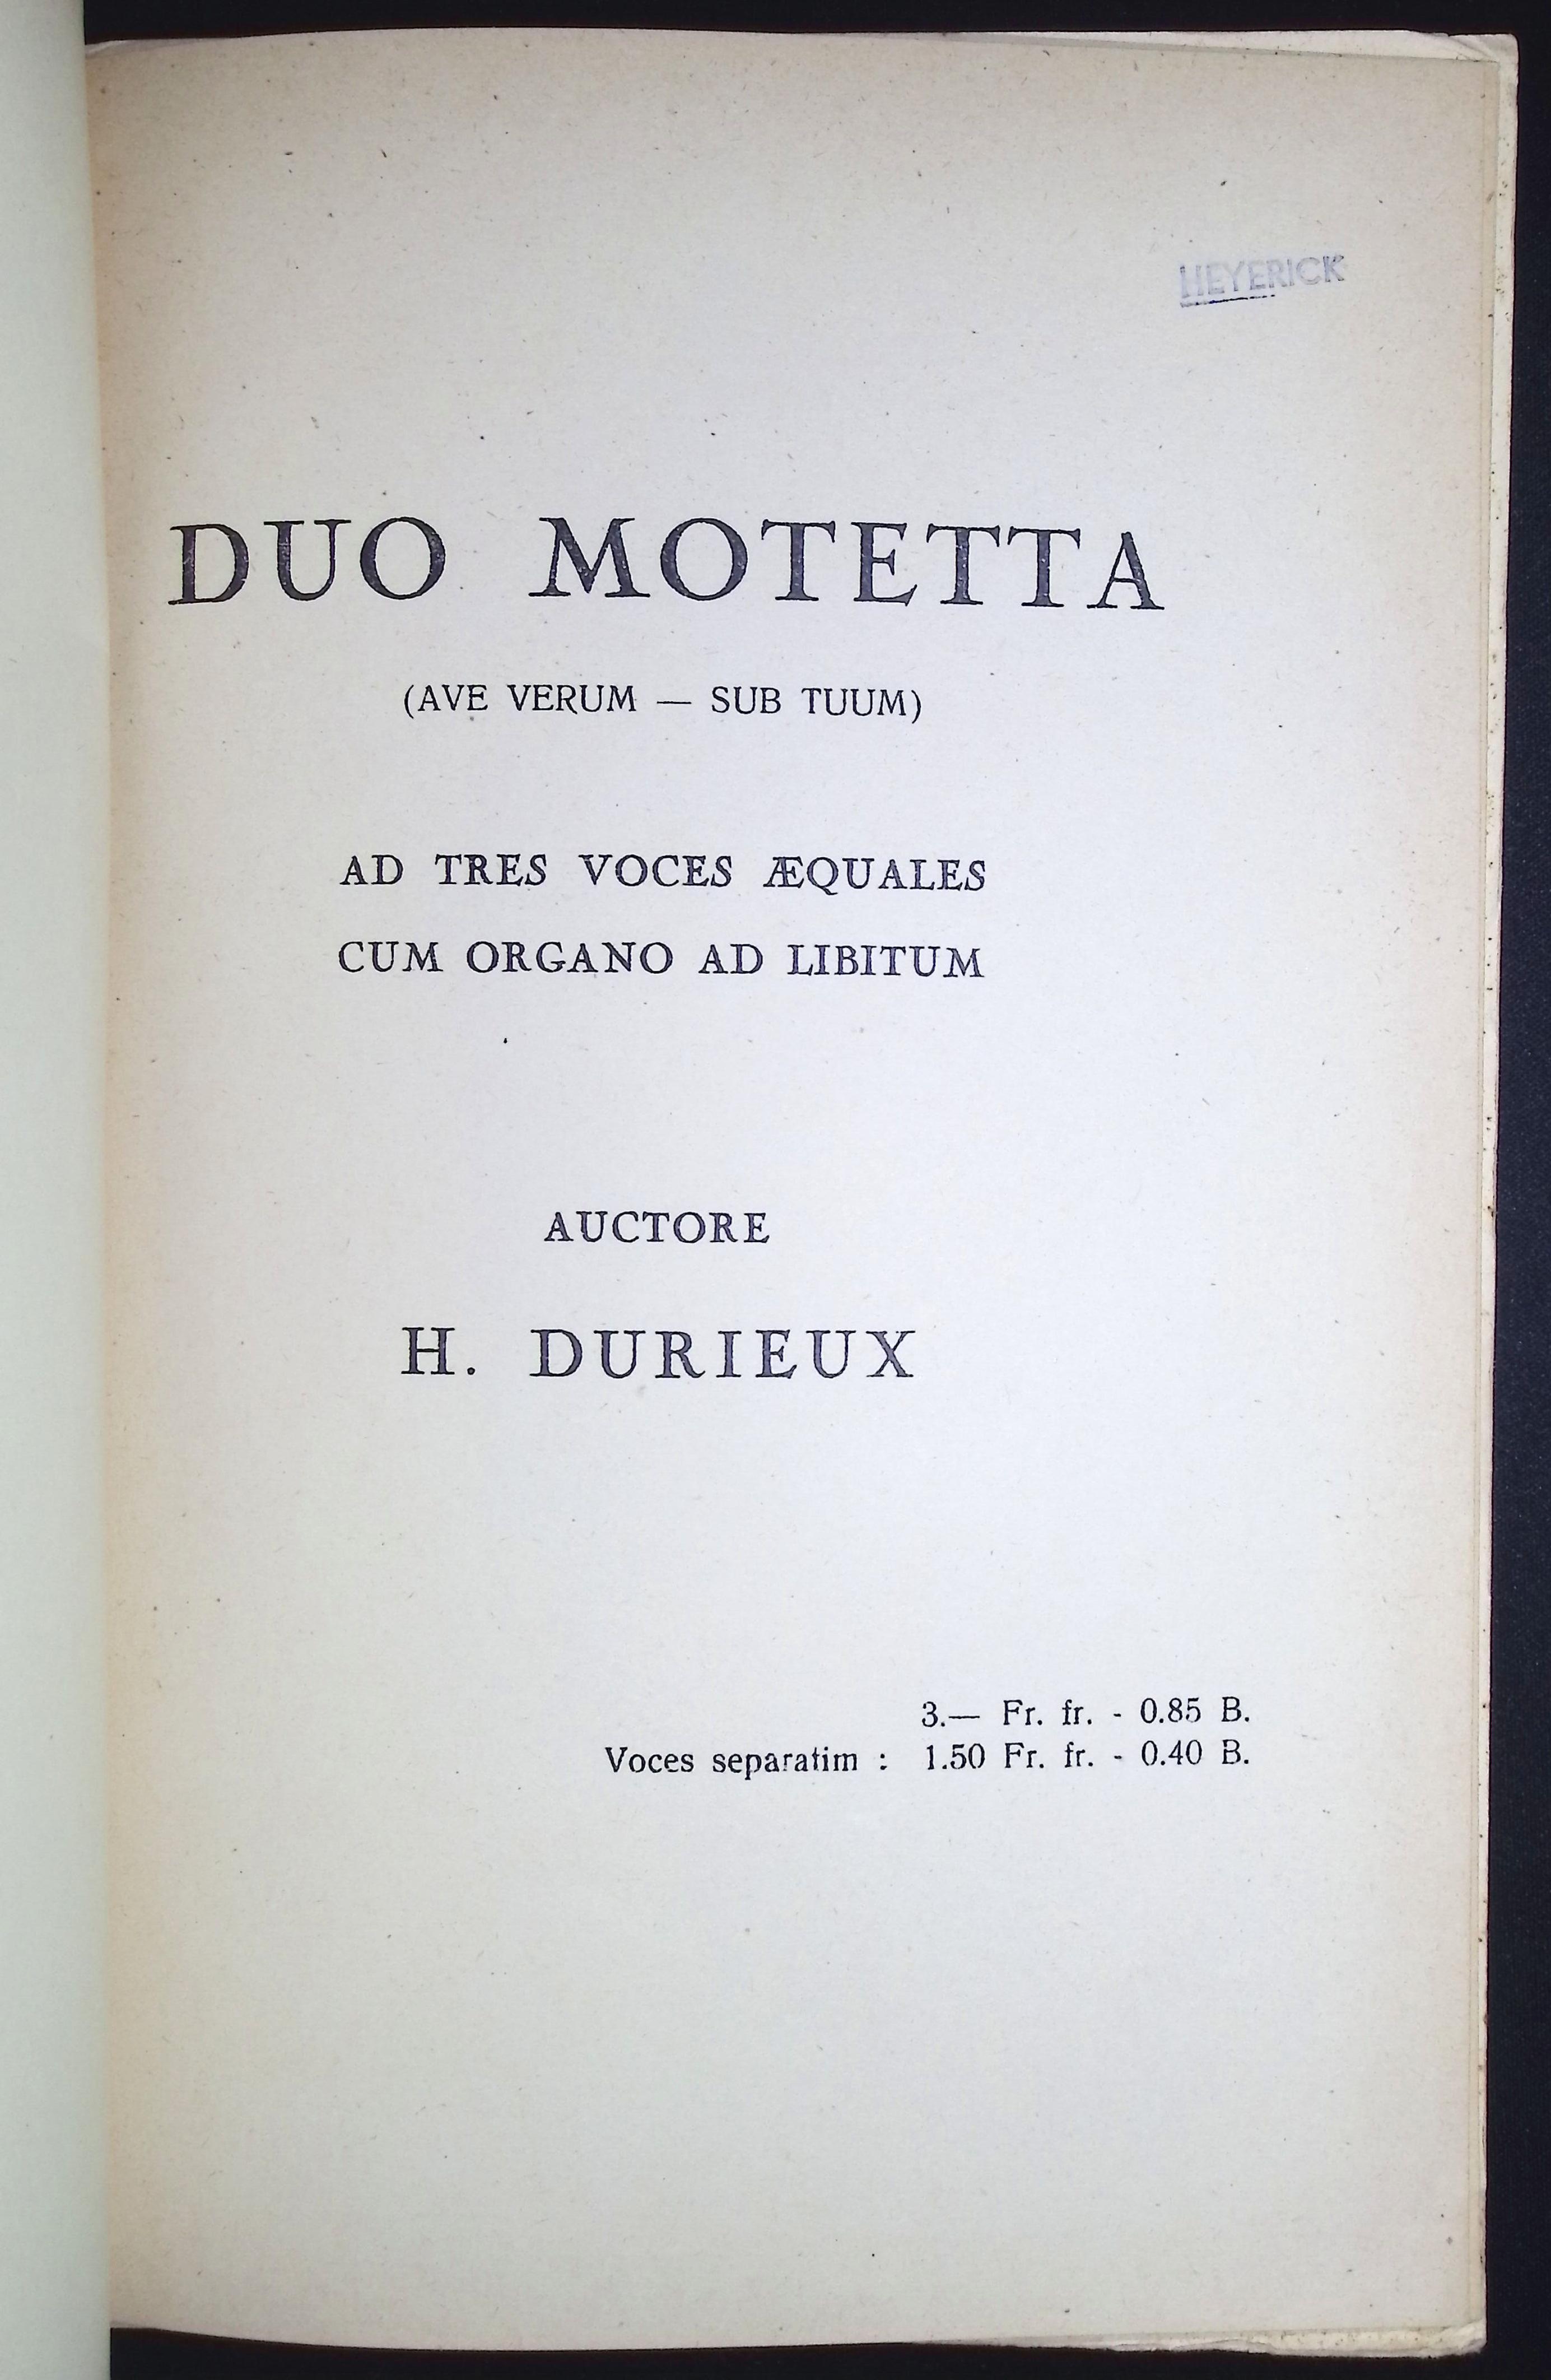 HEYERICK
DUO MOTETTA
(AVE VERUM — SUB TUUM)
AD TRES VOCES ÆQUALES
CUM ORGANO AD LIBITUM
AUCTORE
H. DURIEUX
3.— Fr. fr. - 0.85 B.
Voces separatim : 1.50 Fr. fr. - 0.40 B.